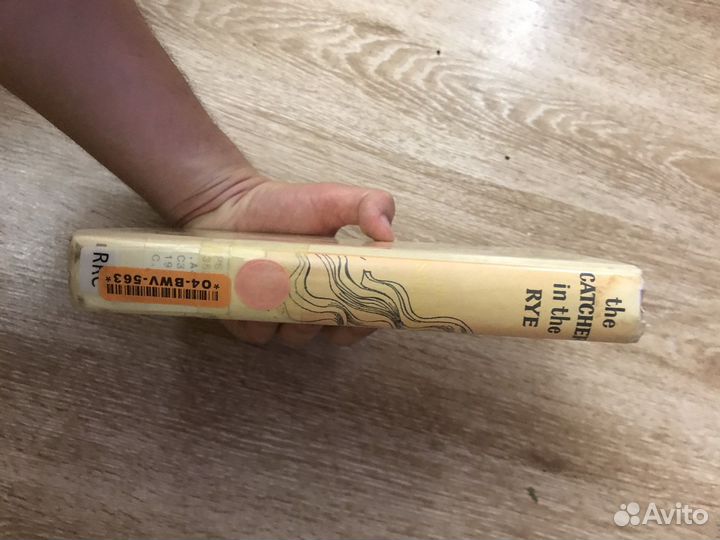 the
CATCHER
in the
RYE
*04-BWV-563*
Avito